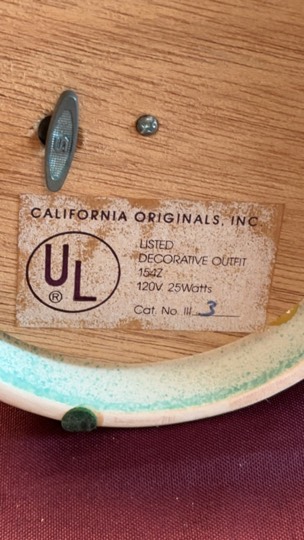 CALIFORNIA ORIGINALS, INC
UL
®
LISTED
DECORATIVE OUTFIT
154Z
120V 25Watts
Cat. No. III 3